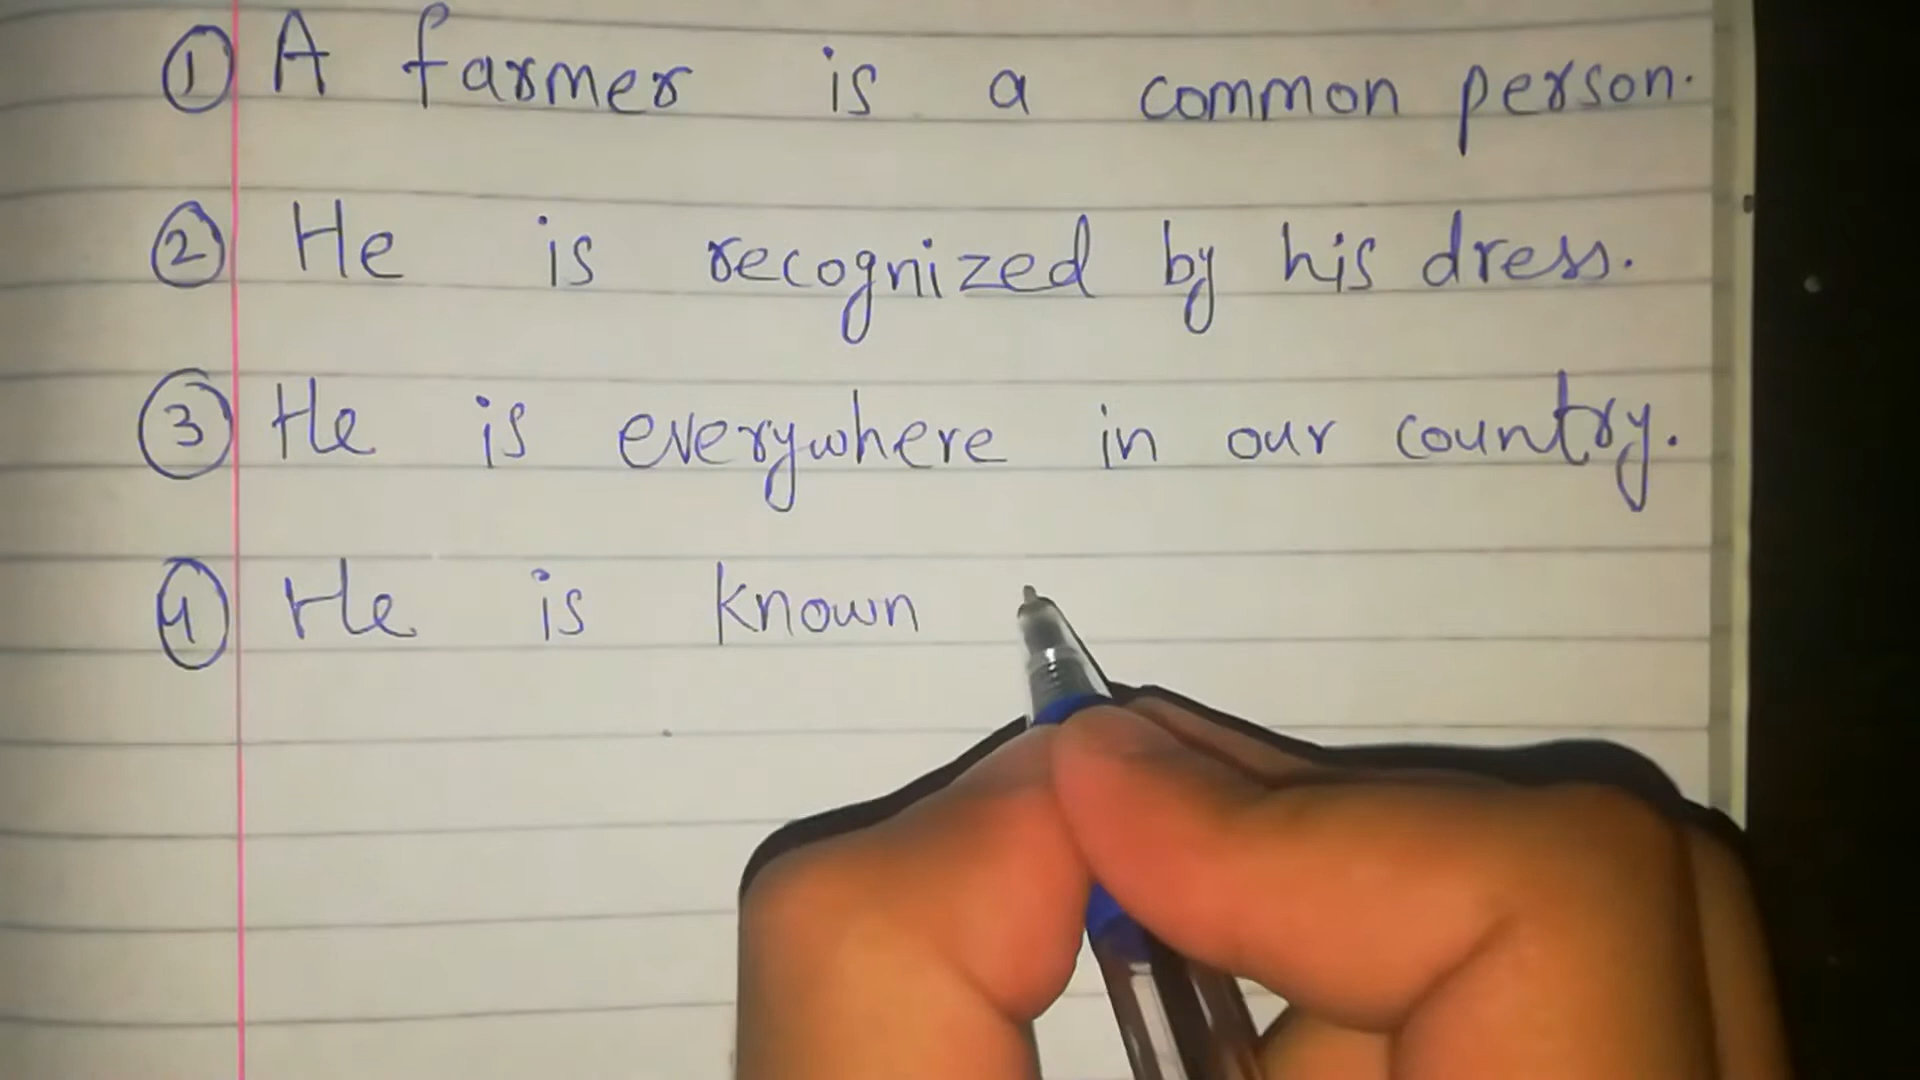 ① A farmer is a common person.
② He is recognized by his dress.
③ He is everywhere in our country.
④ He is known